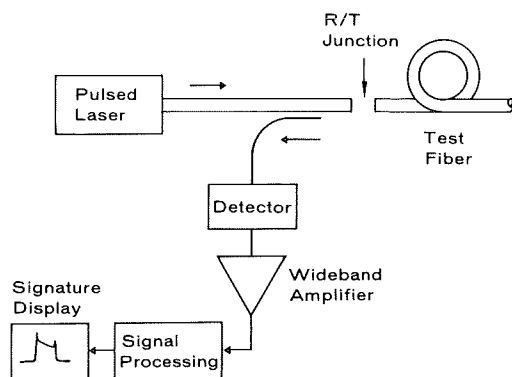 R/T
Junction
Pulsed
Laser
Test
Fiber
Detector
Wideband
Amplifier
Signature
Display
Signal
Processing